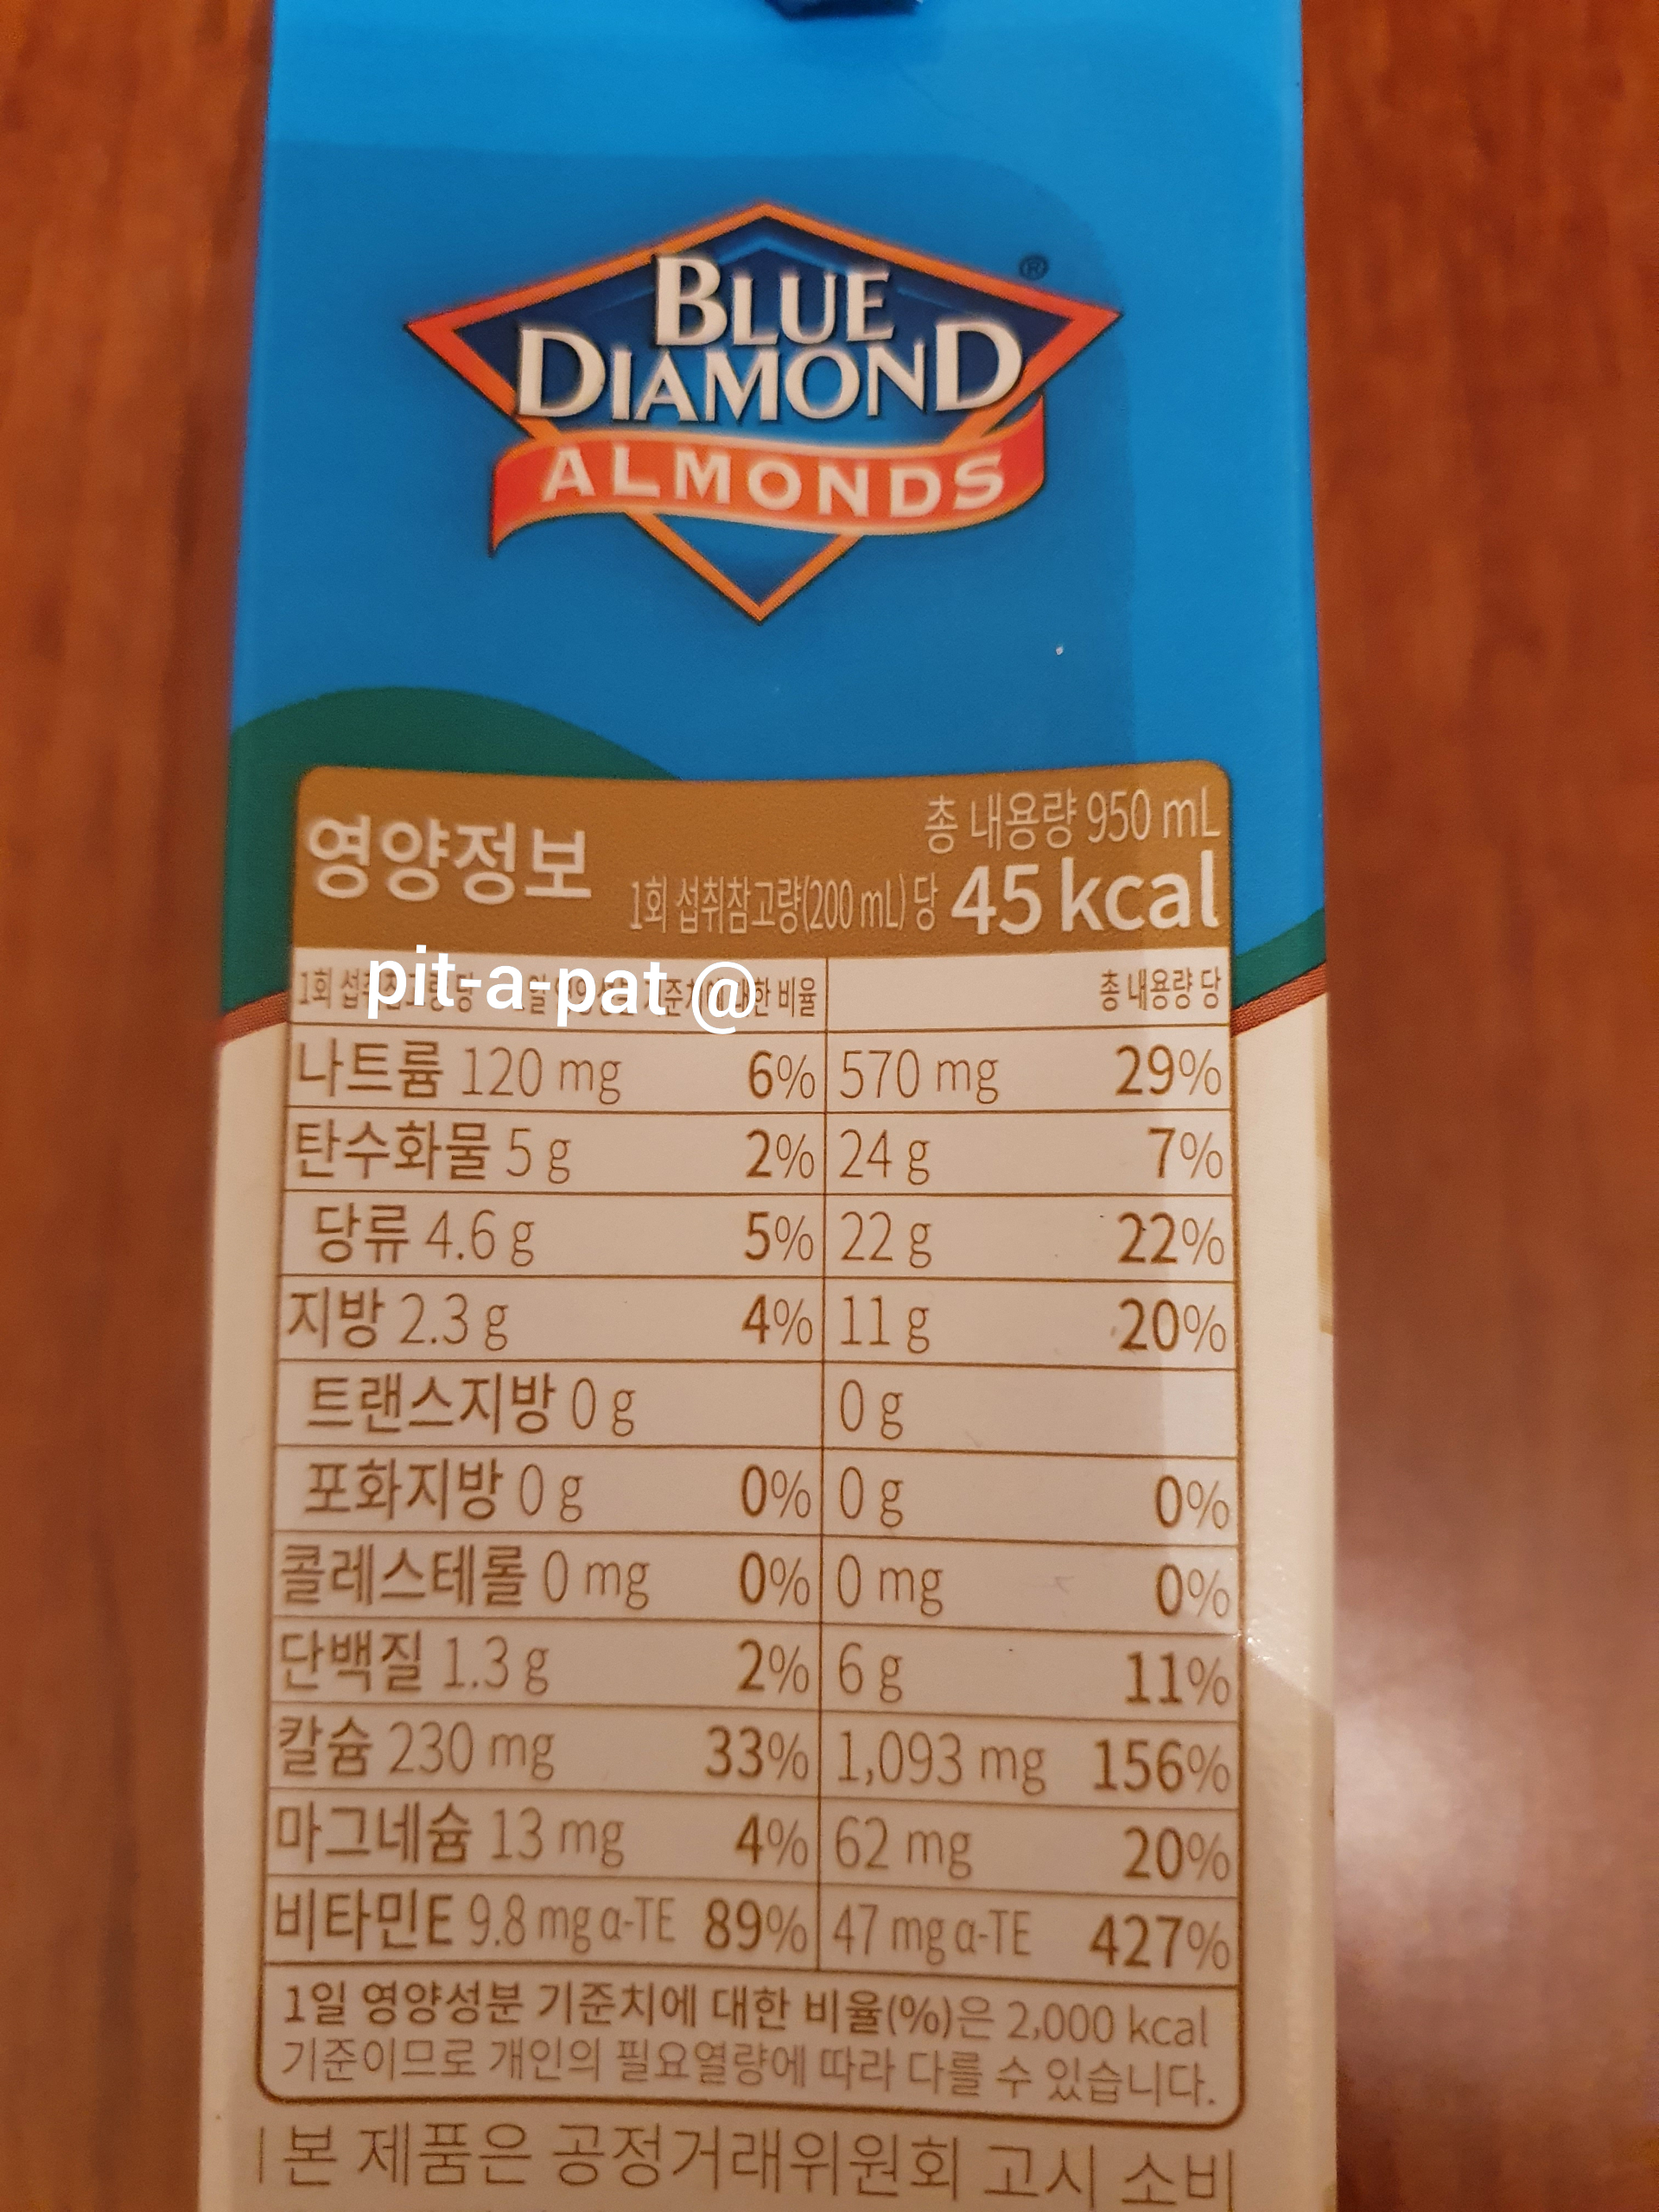 BLUE
DIAMOND
®
ALMONDS
영양정보
총 내용량 950 mL
1회 섭취참고량(200 mL) 당 45 kcal
pit-a-pat @
1회 한 비율 총 내용량 당
나트륨 120 mg 6% 570 mg 29%
탄수화물 5 g 2% 24 g 7%
당류 4.6 g 5% 22 g 22%
지방 2.3 g 4% 11 g 20%
트랜스지방 0 g 0 g
포화지방 0 g 0% 0 g 0%
콜레스테롤 0 mg 0% 0 mg 0%
단백질 1.3 g 2% 6 g 11%
칼슘 230 mg 33% 1,093 mg 156%
마그네슘 13 mg 4% 62 mg 20%
비타민E 9.8 mg α-TE 89% 47 mg α-TE 427%
1일 영양성분 기준치에 대한 비율(%)은 2,000 kcal
기준이므로 개인의 필요열량에 따라 다를 수 있습니다.
| 본 제품은 공정거래위원회 고시 소비